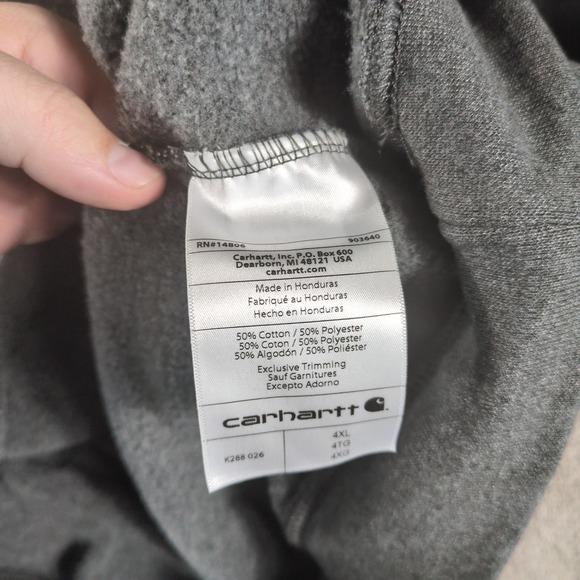 RN#14806 903640
Carhartt, Inc. P.O. Box 600
Dearborn, MI 48121 USA
carhartt.com
Made in Honduras
Fabriqué au Honduras
Hecho en Honduras
50% Cotton / 50% Polyester
50% Coton / 50% Polyester
50% Algodón / 50% Poliéster
Exclusive Trimming
Sauf Garnitures
Excepto Adorno
carhartt
K288 026
4XL
4TG
4XG